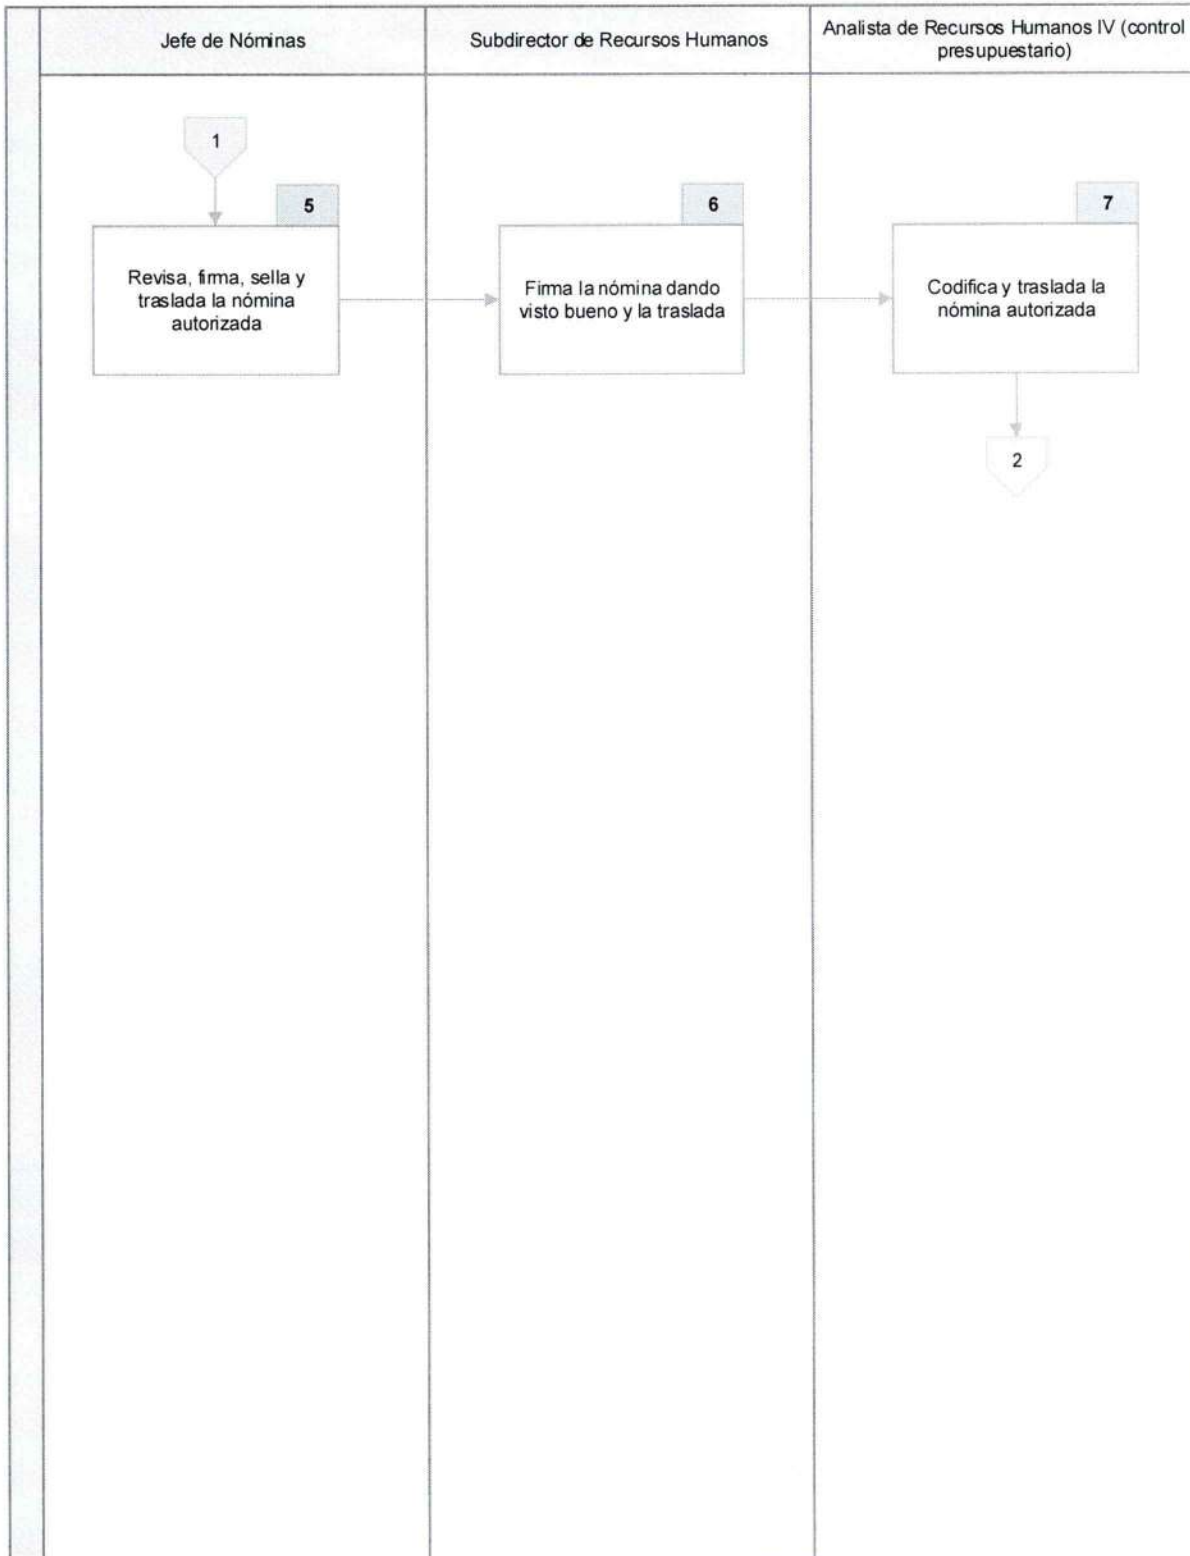 Jefe de Nóminas
Subdirector de Recursos Humanos
Analista de Recursos Humanos IV (control
presupuestario)
1
5
Revisa, firma, sella y
traslada la nómina
autorizada
6
Firma la nómina dando
visto bueno y la traslada
7
Codifica y traslada la
nómina autorizada
2